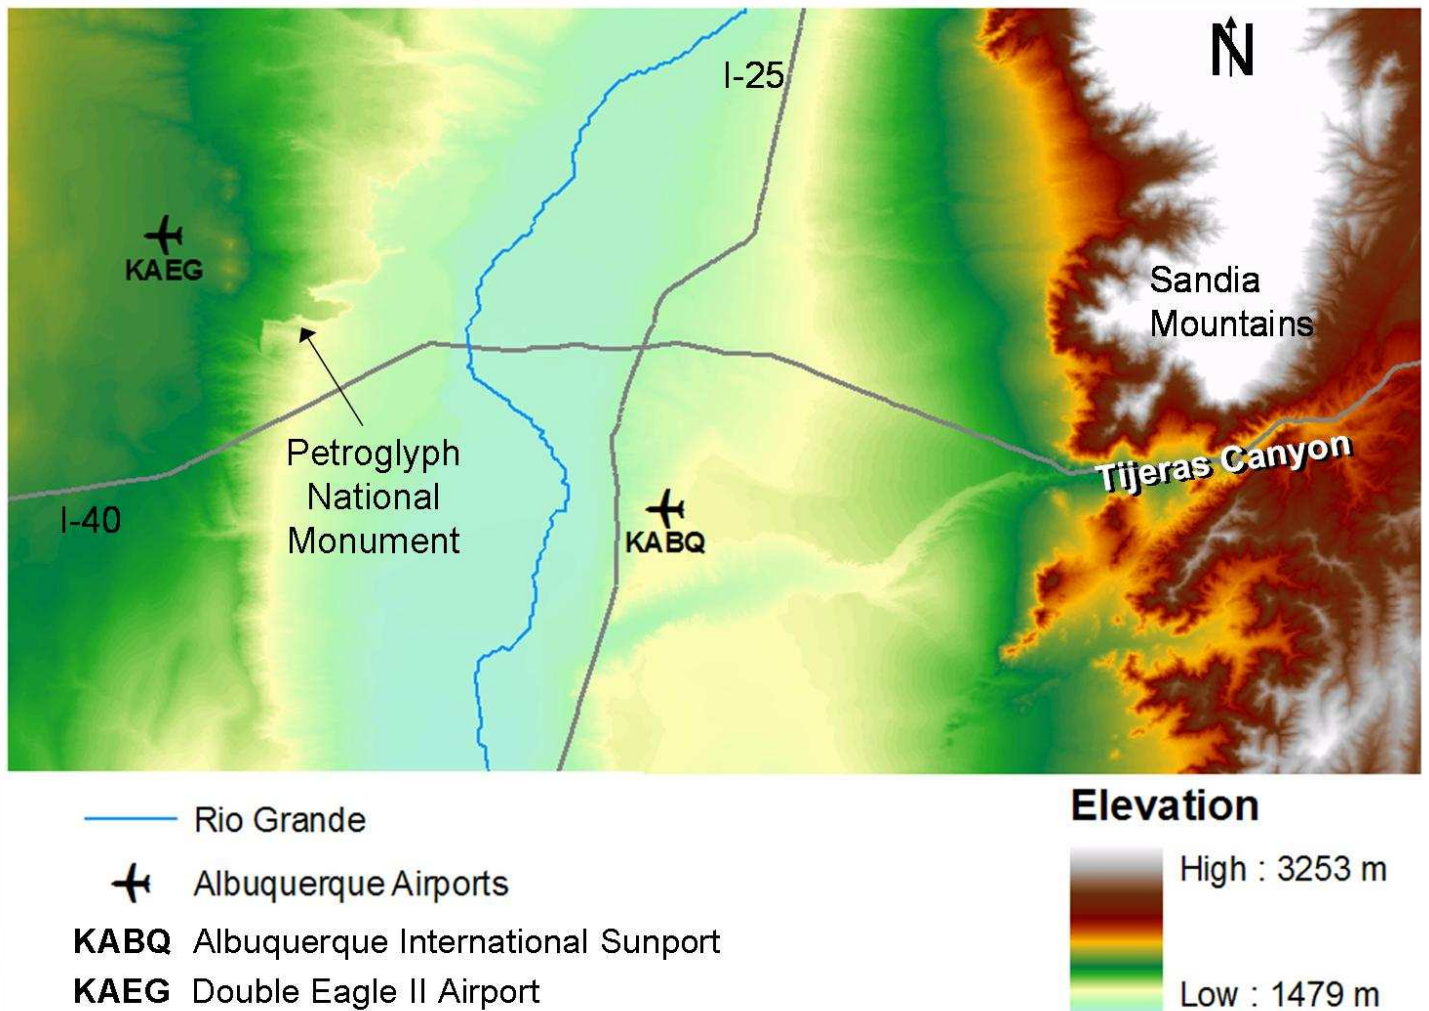 N
I-25
KAEG
Sandia
Mountains
Petroglyph
National
Monument
Tijeras Canyon
I-40
KABQ
Rio Grande
Albuquerque Airports
KABQ Albuquerque International Sunport
KAEG Double Eagle II Airport
Elevation
High : 3253 m
Low : 1479 m